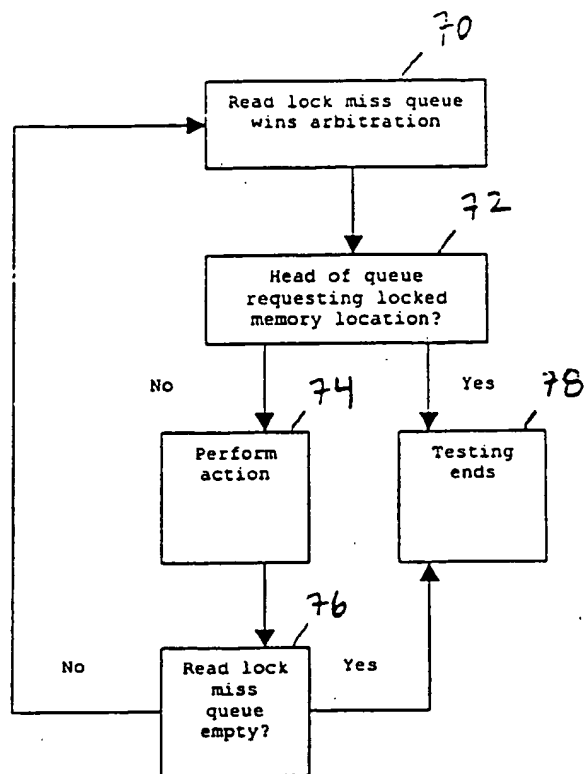 70
Read lock miss queue
wins arbitration
72
Head of queue
requesting locked
memory location?
No
Yes
74
78
Perform
action
Testing
ends
76
No
Read lock
miss
queue
empty?
Yes